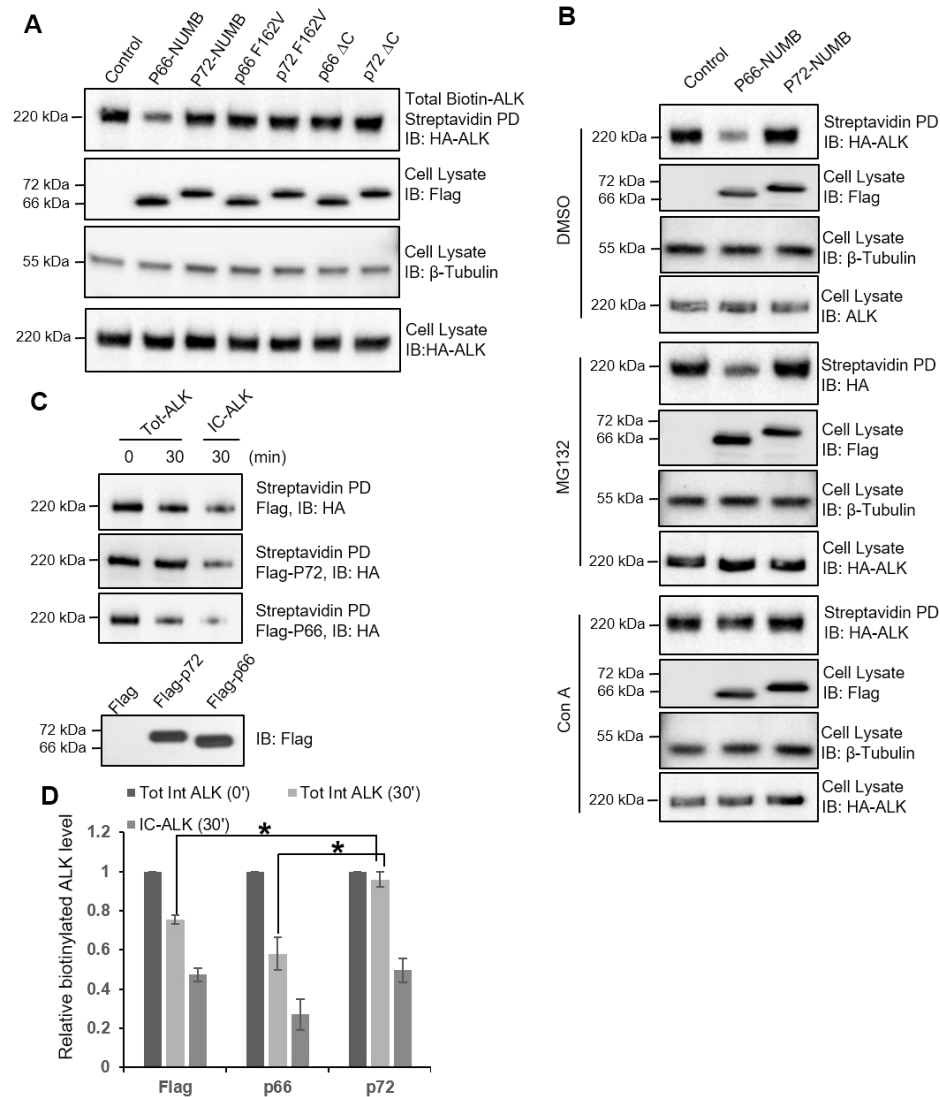 A
Control
P66-NUMB
P72-NUMB
p66 F162V
p72 F162V
p66 ΔC
p72 ΔC
220 kDa
Total Biotin-ALK
Streptavidin PD
IB: HA-ALK
72 kDa
66 kDa
Cell Lysate
IB: Flag
55 kDa
Cell Lysate
IB: β-Tubulin
220 kDa
Cell Lysate
IB:HA-ALK
B
Control
P66-NUMB
P72-NUMB
DMSO
220 kDa
Streptavidin PD
IB: HA-ALK
72 kDa
66 kDa
Cell Lysate
IB: Flag
55 kDa
Cell Lysate
IB: β-Tubulin
220 kDa
Cell Lysate
IB: ALK
MG132
220 kDa
Streptavidin PD
IB: HA
72 kDa
66 kDa
Cell Lysate
IB: Flag
55 kDa
Cell Lysate
IB: β-Tubulin
220 kDa
Cell Lysate
IB: HA-ALK
Con A
220 kDa
Streptavidin PD
IB: HA-ALK
72 kDa
66 kDa
Cell Lysate
IB: Flag
55 kDa
Cell Lysate
IB: β-Tubulin
220 kDa
Cell Lysate
IB: HA-ALK
C
Tot-ALK
IC-ALK
0 30 30 (min)
220 kDa
Streptavidin PD
Flag, IB: HA
220 kDa
Streptavidin PD
Flag-P72, IB: HA
220 kDa
Streptavidin PD
Flag-P66, IB: HA
Flag
Flag-p72
Flag-p66
72 kDa
66 kDa
IB: Flag
D
Tot Int ALK (0') Tot Int ALK (30')
IC-ALK (30')
Relative biotinylated ALK level
1.2
1
0.8
0.6
0.4
0.2
0
*
*
Flag p66 p72